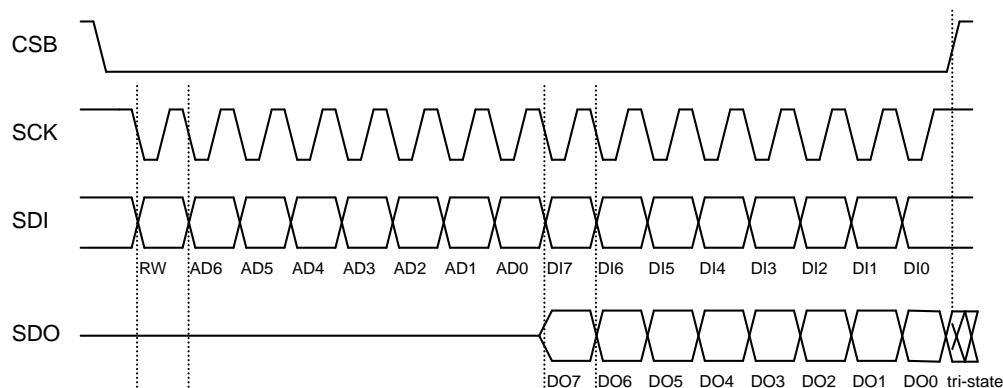 CSB
SCK
SDI
RW AD6 AD5 AD4 AD3 AD2 AD1 AD0 DI7 DI6 DI5 DI4 DI3 DI2 DI1 DI0
SDO
DO7 DO6 DO5 DO4 DO3 DO2 DO1 DO0 tri-state